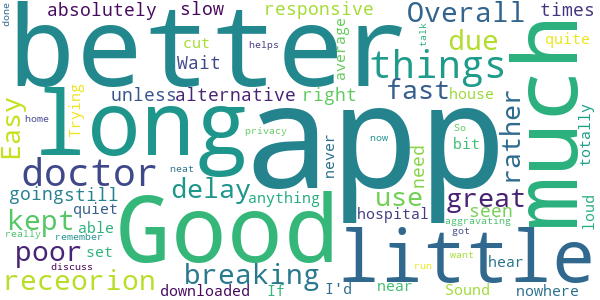 done
absolutely slow responsive Overall times
better
cut Wait average talk things due quite
Easy Trying long unless alternative right fast house much
home helps app never now rather totally
privacy So bit
doctor need
going still neat delay use great seen loud
quiet anything hospital aggravating
kept able Good got little
really remember set near hear nowhere
poor discuss breaking want
receorion downloaded If I'd run Sound